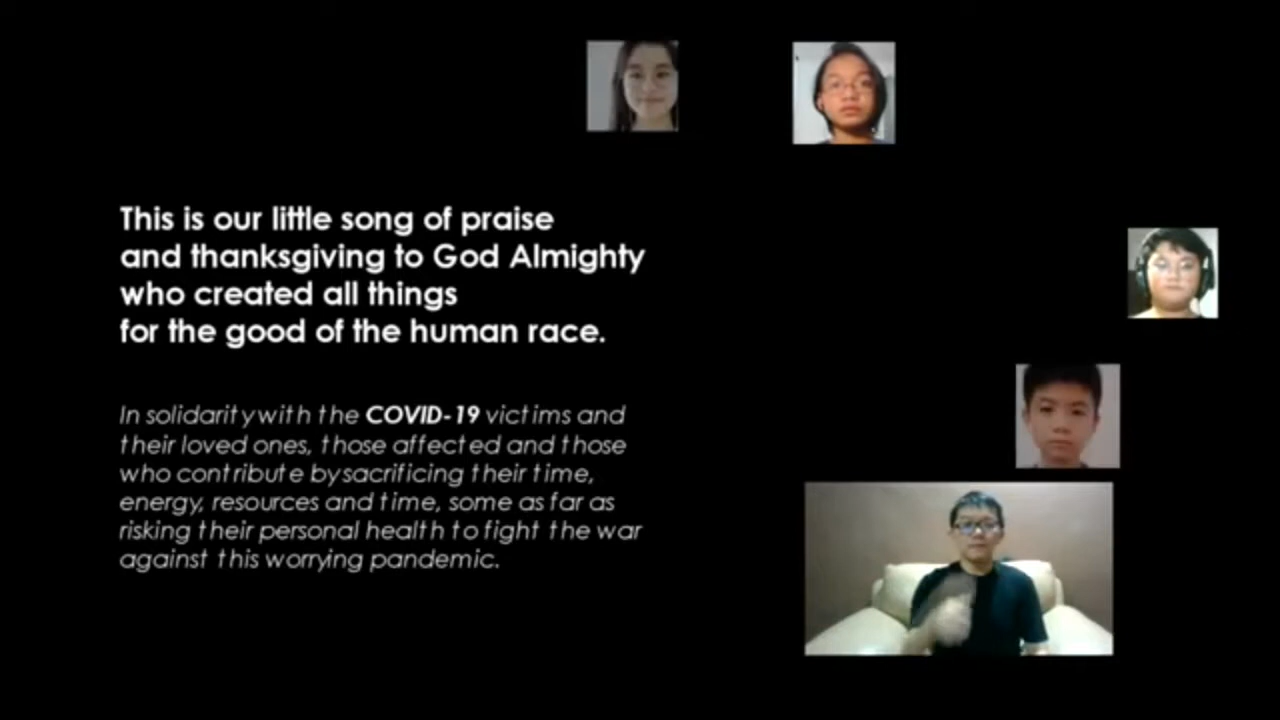 This is our little song of praise
and thanksgiving to God Almighty
who created all things
for the good of the human race.
In solidarity with the COVID-19 victims and
their loved ones, those affected and those
who contribute by sacrificing their time,
energy, resources and time, some as far as
risking their personal health to fight the war
against this worrying pandemic.